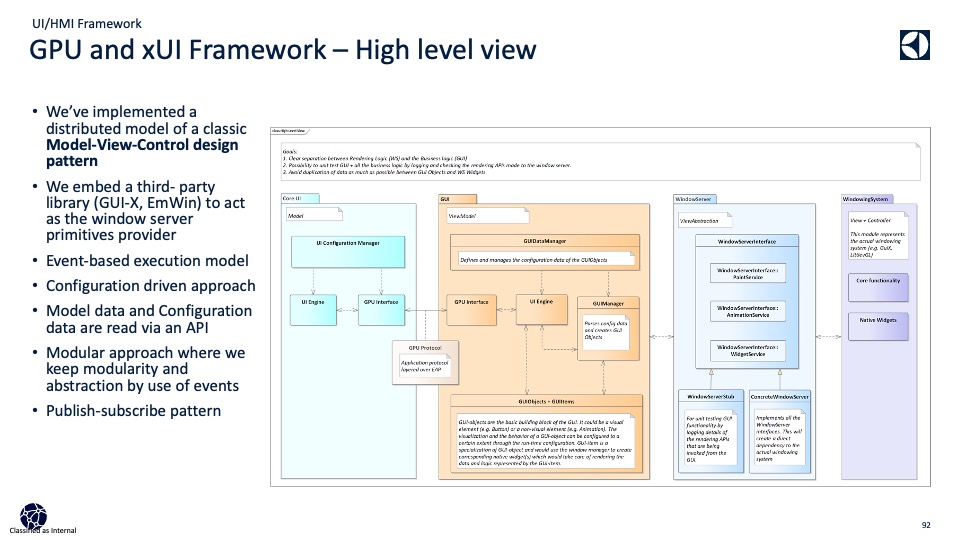 UI/HMI Framework
GPU and xUI Framework – High level view
• We've implemented a
distributed model of a classic
Model-View-Control design
pattern
• We embed a third- party
library (GUI-X, EmWin) to act
as the window server
primitives provider
• Event-based execution model
• Configuration driven approach
• Model data and Configuration
data are read via an API
• Modular approach where we
keep modularity and
abstraction by use of events
• Publish-subscribe pattern
class HighLevelView
Goals:
1. Clear separation between Rendering Logic (WS) and the Business logic (GUI)
2. Possibility to unit test GUI + all the business logic by logging and checking the rendering APIs made to the window server.
3. Avoid duplication of data as much as possible between GUI Objects and WS Widgets
Core UI
Model
UI Configuration Manager
UI Engine
GPU Interface
GPU Protocol
Application protocol
layered over EAP
GUI
ViewModel
GUIDataManager
Defines and manages the configuration data of the GUIObjects
GPU Interface
UI Engine
GUIManager
Parses config data
and creates GUI
Objects
GUIObjects + GUIItems
GUI-objects are the basic building block of the GUI. It could be a visual
element (e.g. Button) or a non-visual element (e.g. Animation). The
visualization and the behavior of a GUI-object can be configured to a
certain extent through the run-time configuration. GUI-item is a
specialization of GUI object and would use the window manager to create
corresponding native widget(s) which would take care of rendering the
data and logic represented by the GUI-item.
WindowServer
ViewAbstraction
WindowServerInterface
WindowServerInterface::
PaintService
WindowServerInterface::
AnimationService
WindowServerInterface::
WidgetService
WindowServerStub
For unit testing GUI
functionality by
logging details of
the rendering APIs
that are being
invoked from the
GUI.
ConcreteWindowServer
Implements all the
WindowServer
interfaces. This will
create a direct
dependency to the
actual windowing
system
WindowingSystem
View + Controller
This module represents
the actual windowing
system (e.g. GUIX,
LittlevGL)
Core functionality
Native Widgets
Classified as Internal
92